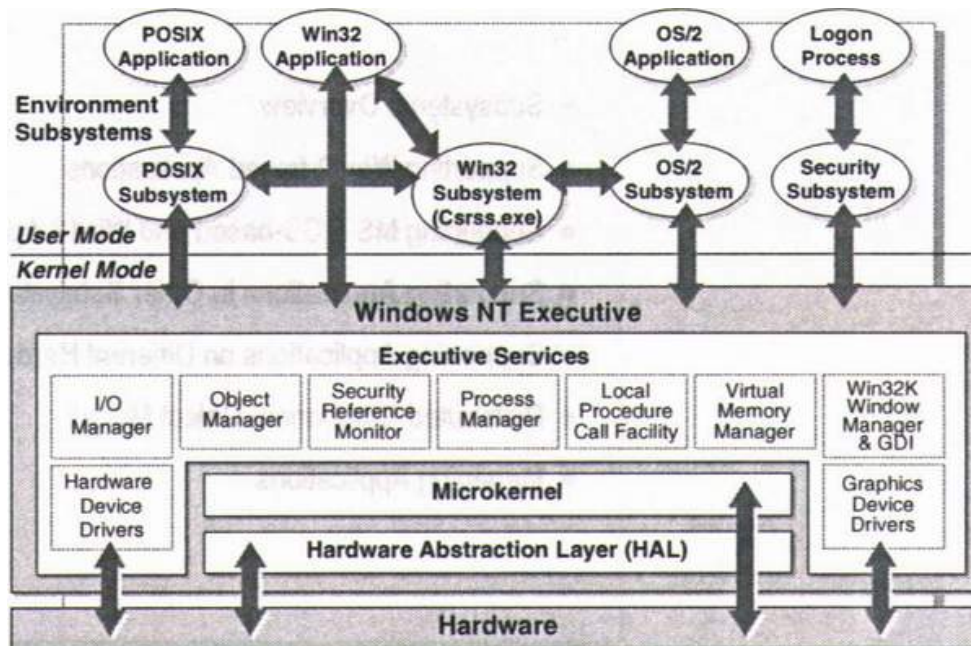 POSIX
Application
Win32
Application
OS/2
Application
Logon
Process
Environment
Subsystems
POSIX
Subsystem
Win32
Subsystem
(Csrss.exe)
OS/2
Subsystem
Security
Subsystem
User Mode
Kernel Mode
Windows NT Executive
Executive Services
I/O
Manager
Object
Manager
Security
Reference
Monitor
Process
Manager
Local
Procedure
Call Facility
Virtual
Memory
Manager
Win32K
Window
Manager
& GDI
Hardware
Device
Drivers
Graphics
Device
Drivers
Microkernel
Hardware Abstraction Layer (HAL)
Hardware